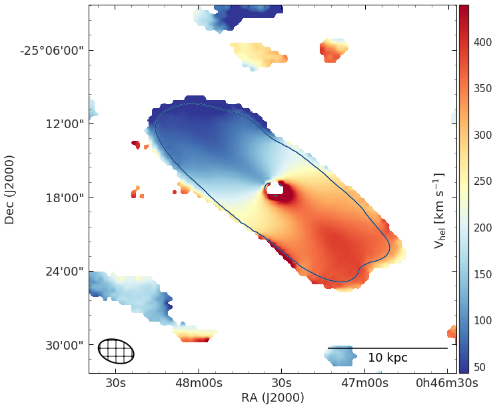 -25°06'00"
12'00"
18'00"
24'00"
30'00"
Dec (J2000)
30s
48m00s
30s
47m00s
0h46m30s
RA (J2000)
10 kpc
400
350
300
250
200
150
100
50
V_hel [km s⁻¹]